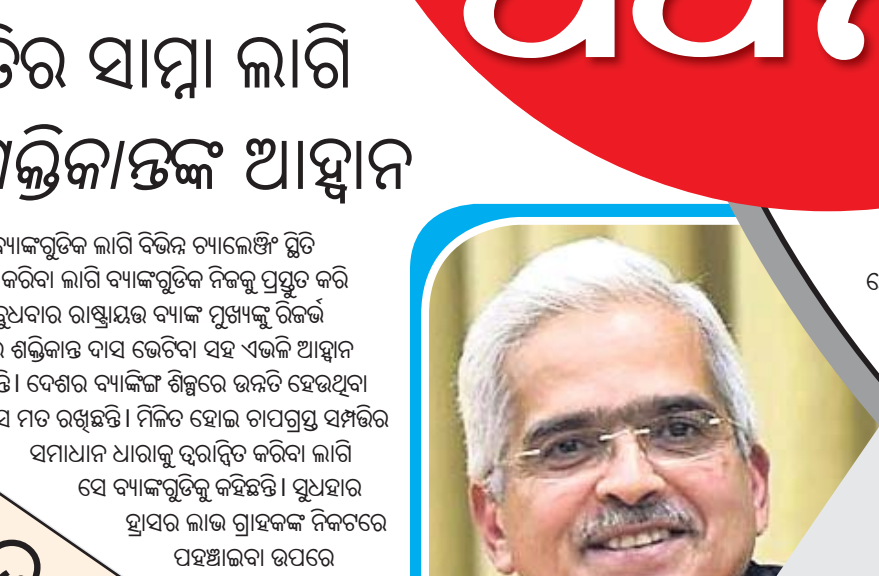 ସାମ୍ନା ଲାଗି
ଆହ୍ୱାନ
ବ୍ୟାଙ୍କଗୁଡିକ ଲାଗି ବିଭିନ୍ନ ଚ୍ୟାଲେଞ୍ଜିଂ ସ୍ଥିତି
କରିବା ଲାଗି ବ୍ୟାଙ୍କଗୁଡିକ ନିଜକୁ ପ୍ରସ୍ତୁତ କରି
ବୁଧବାର ରାଷ୍ଟ୍ରାୟଉ ବ୍ୟାଙ୍କ ମୁଖ୍ୟଙ୍କୁ ରିଜର୍ଭ
ଶକ୍ତିକାନ୍ତ ଦାସ ଭେଟିବା ସହ ଏଭଳି ଆହ୍ୱାନ
। ଦେଶର ବ୍ୟାଙ୍କିଙ୍ଗ ଶିଳ୍ପରେ ଉନ୍ନତି ହେଉଥିବା
ମତ ରଖିଛନ୍ତି । ମିଳିତ ହୋଇ ଚାପଗ୍ରସ୍ତ ସମ୍ପତ୍ତିର
ସମାଧାନ ଧାରାକୁ ତ୍ୱରାନ୍ୱିତ କରିବା ଲାଗି
ସେ ବ୍ୟାଙ୍କଗୁଡିକୁ କହିଛନ୍ତି । ସୁଧହାର
ହ୍ରାସର ଲାଭ ଗ୍ରାହକଙ୍କ ନିକଟରେ
ପହଞ୍ଚାଇବା ଉପରେ